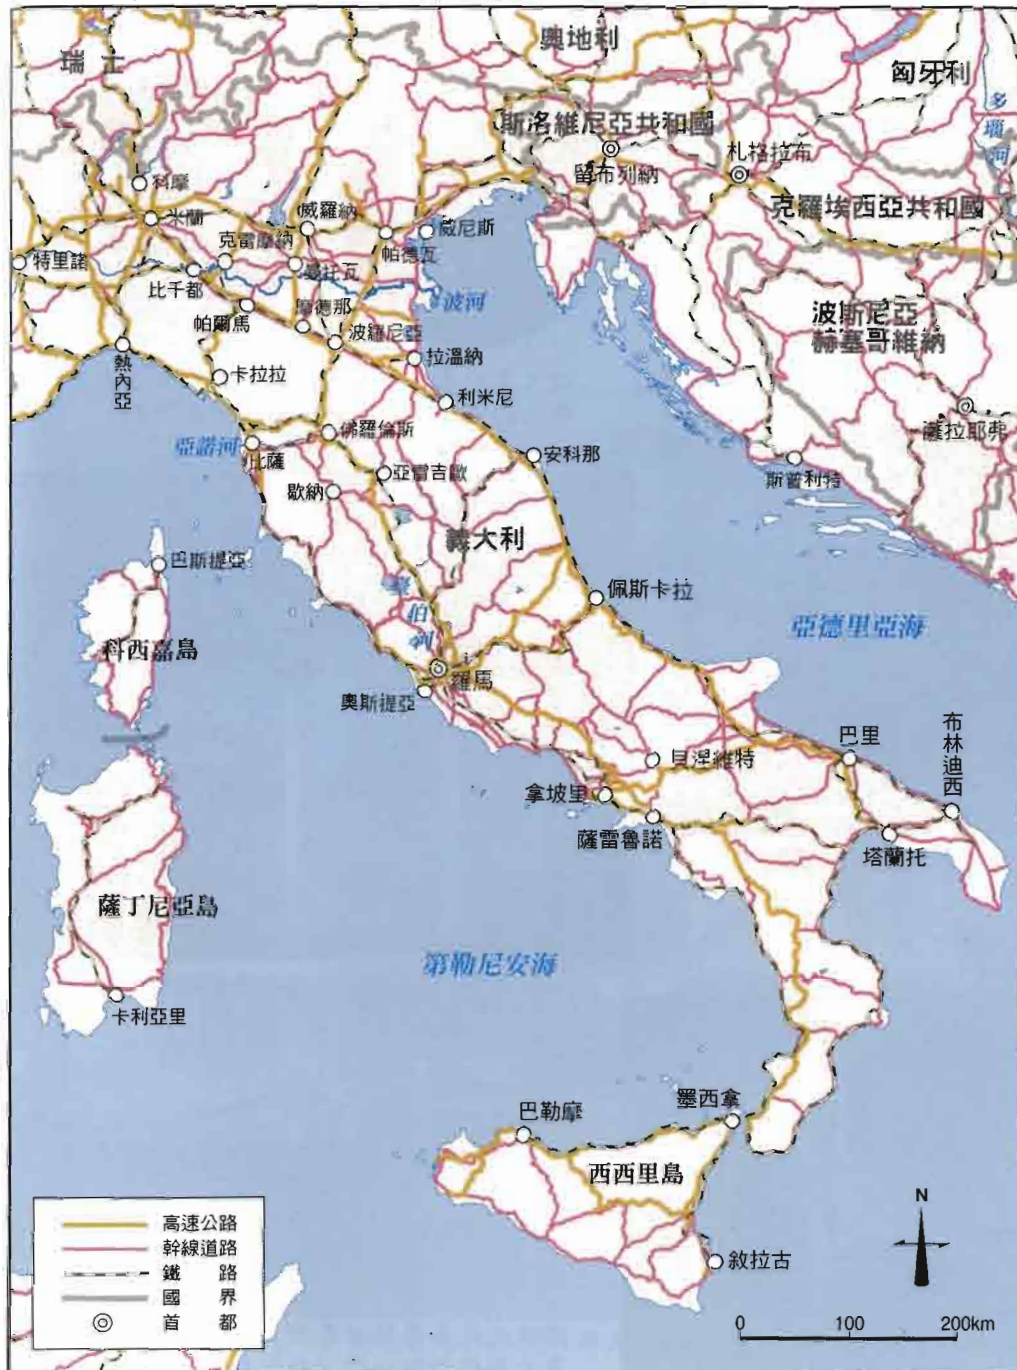 奧地利
瑞士
匈牙利
多瑙河
斯洛維尼亞共和國
留布列納
札格拉布
克羅埃西亞共和國
科摩
米蘭
威羅納
克雷摩納
帕德瓦
威尼斯
特里諾
比千都
曼托瓦
摩德那
波河
帕爾馬
波羅尼亞
波斯尼亞
赫塞哥維納
熱內亞
卡拉拉
拉溫納
利米尼
薩拉耶弗
亞諾河
比薩
佛羅倫斯
安科那
斯普利特
亞雷吉歐
歇納
義大利
巴斯提亞
臺伯河
佩斯卡拉
亞德里亞海
科西嘉島
羅馬
奧斯提亞
布林迪西
巴里
貝涅維特
拿坡里
薩雷魯諾
塔蘭托
薩丁尼亞島
第勒尼安海
卡利亞里
墨西拿
巴勒摩
西西里島
敘拉古
N
高速公路
幹線道路
鐵路
國界
首都
0 100 200km